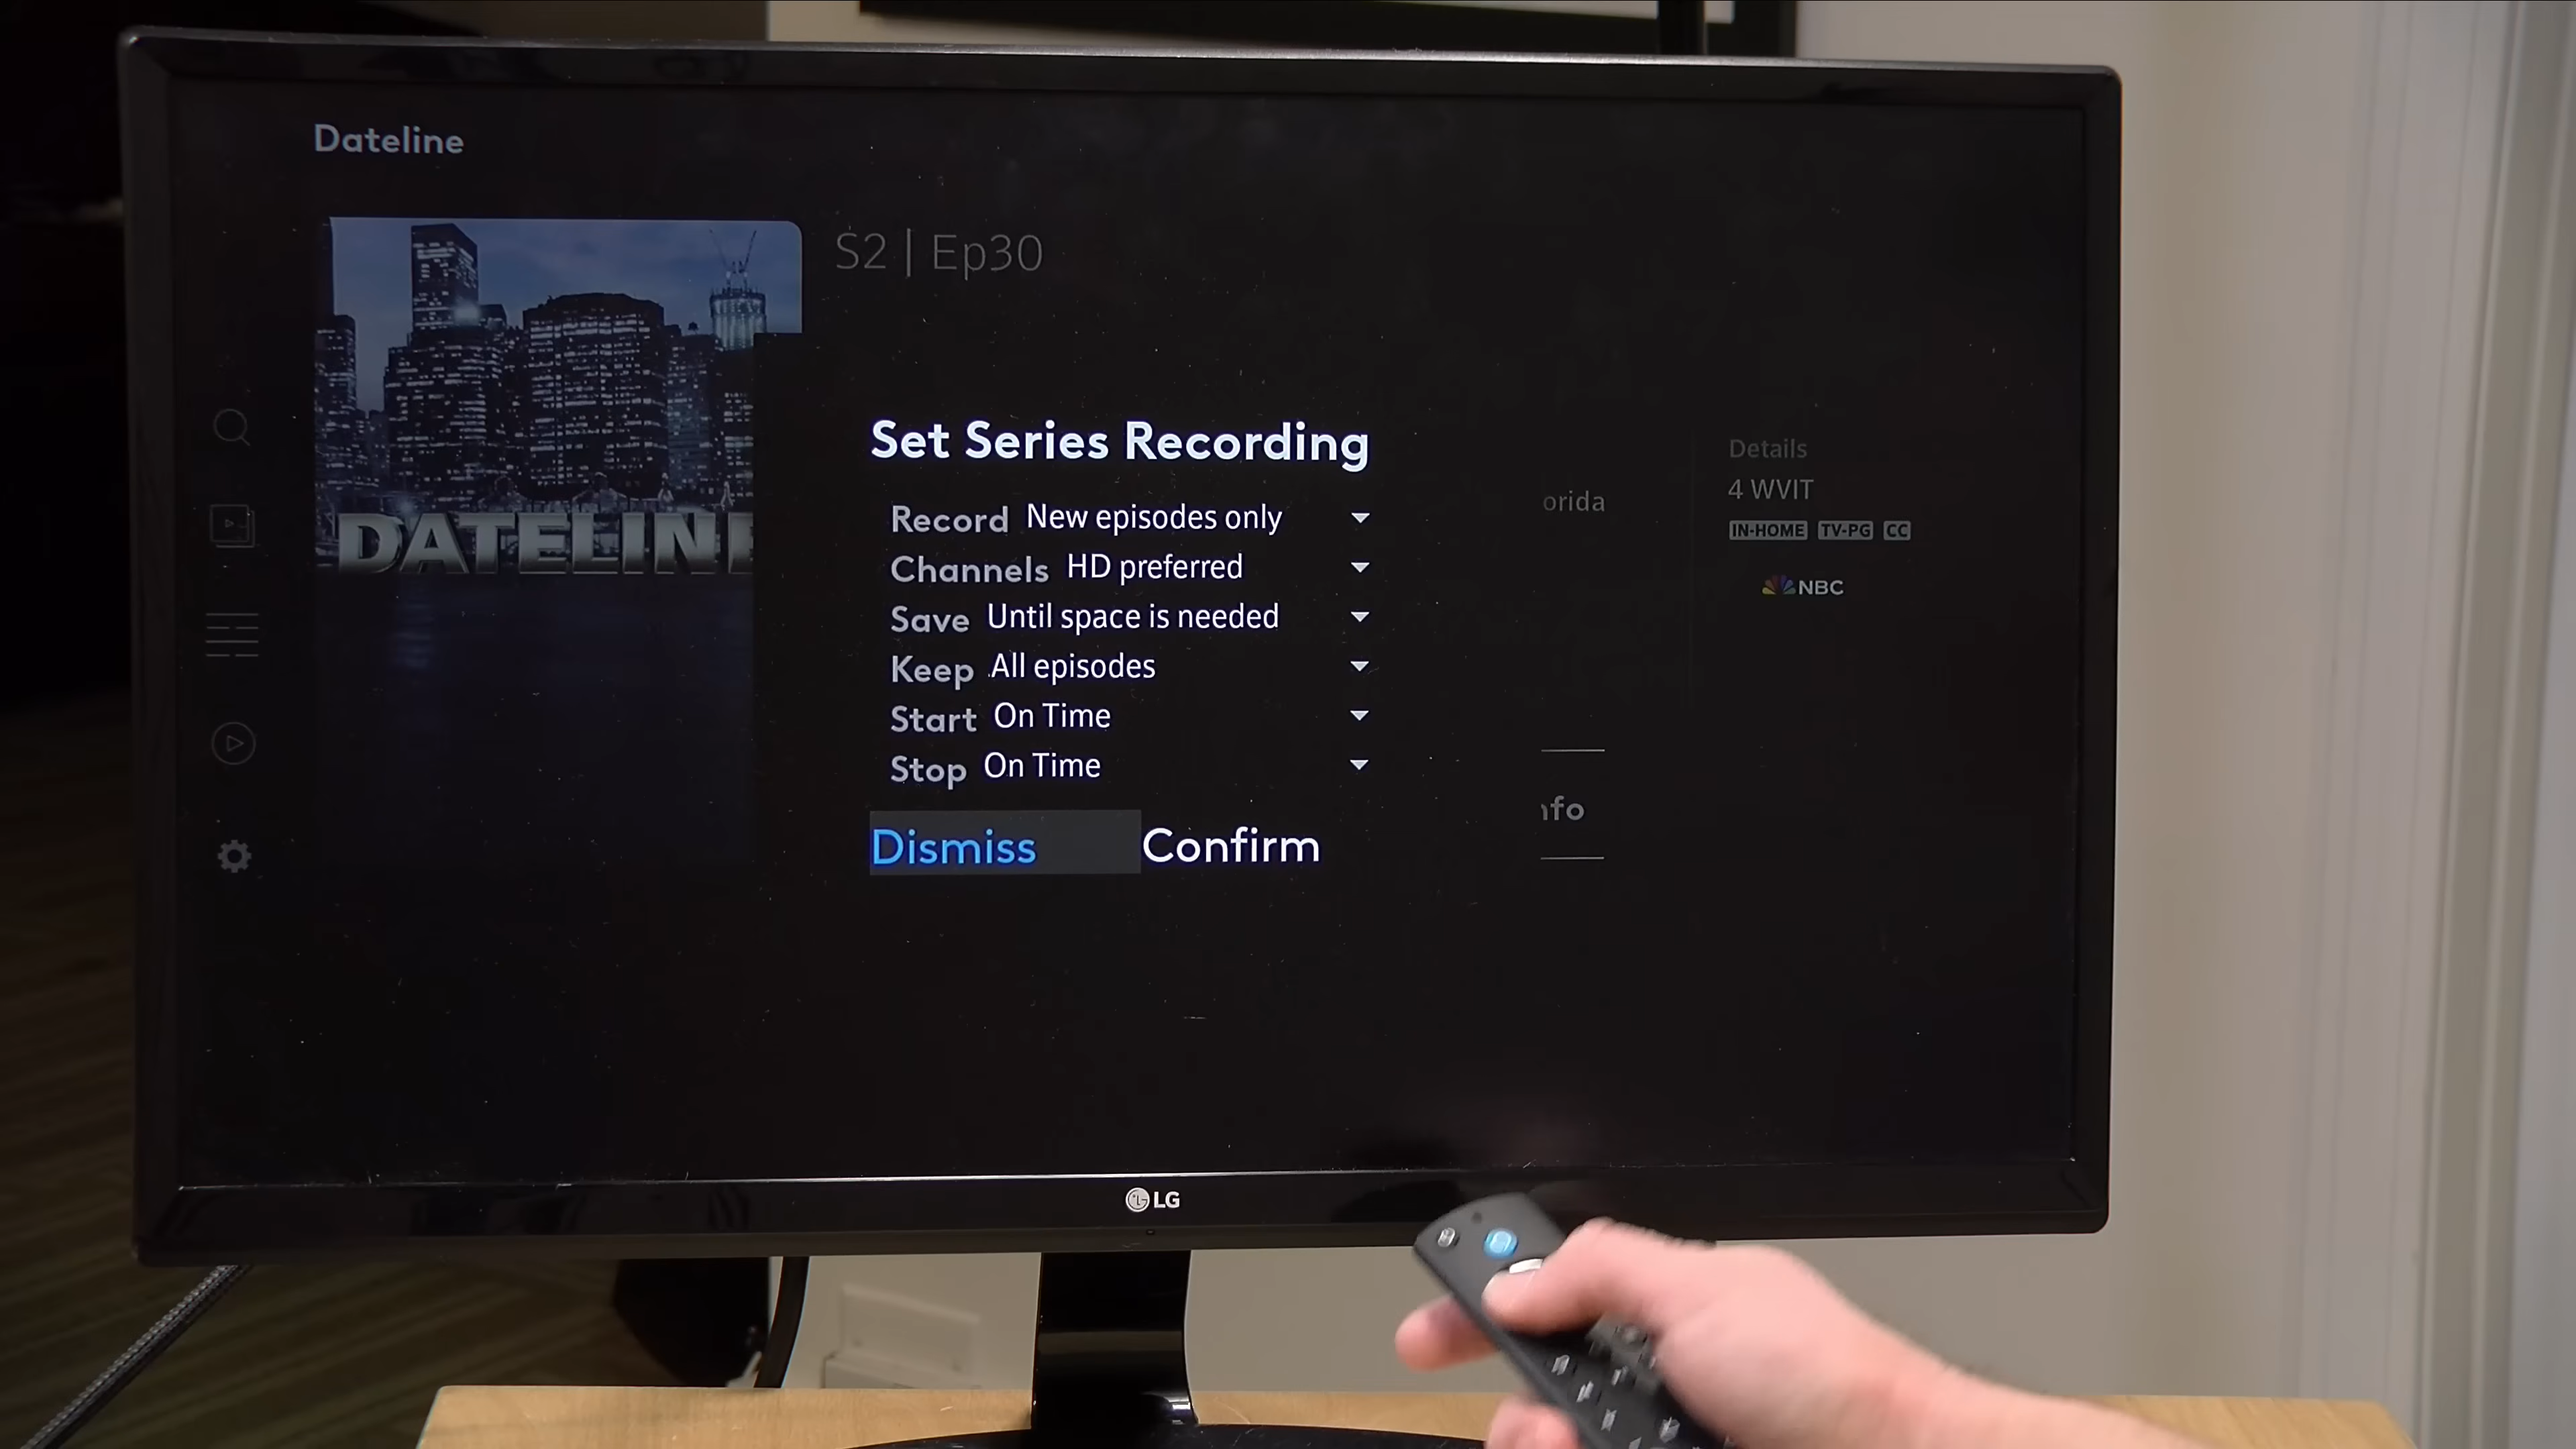 Dateline
S2 | Ep30
DATELINE
Set Series Recording
Record New episodes only
Channels HD preferred
Save Until space is needed
Keep All episodes
Start On Time
Stop On Time
Dismiss Confirm
orida
nfo
Details
4 WVIT
IN-HOME TV-PG CC
NBC
LG